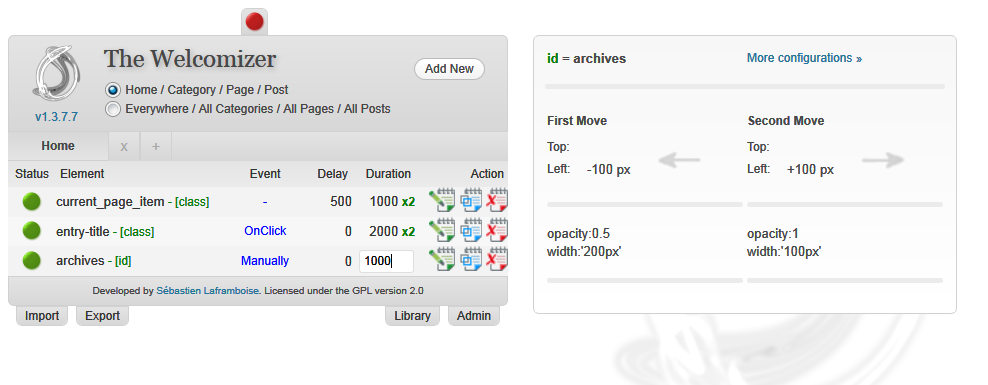 The Welcomizer
Add New
Home / Category / Page / Post
Everywhere / All Categories / All Pages / All Posts
v1.3.7.7
Home x +
Status Element Event Delay Duration Action
current_page_item - [class] - 500 1000 x2
entry-title - [class] OnClick 0 2000 x2
archives - [id] Manually 0 1000
Developed by Sébastien Laframboise. Licensed under the GPL version 2.0
Import Export Library Admin
id = archives More configurations »
First Move Second Move
Top: Top:
Left: -100 px Left: +100 px
opacity:0.5 opacity:1
width:'200px' width:'100px'